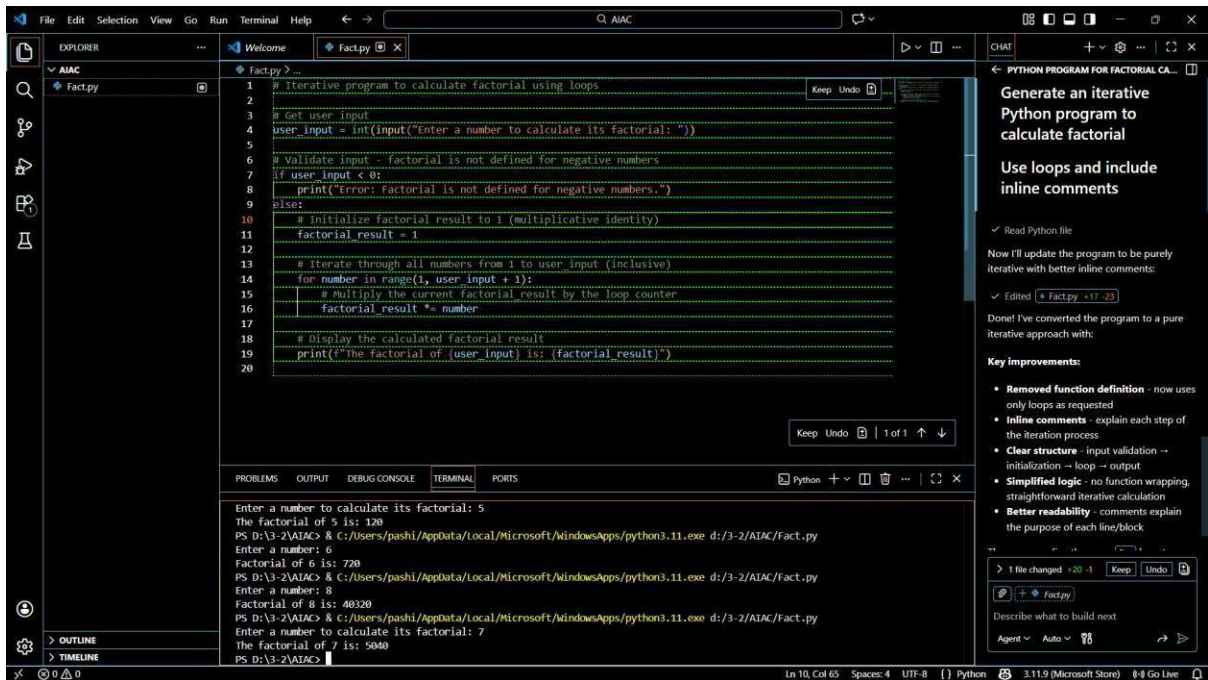 File Edit Selection View Go Run Terminal Help
AIAC
EXPLORER
AIAC
Fact.py
OUTLINE
TIMELINE
Welcome
Fact.py
Fact.py > ...
1 # Iterative program to calculate factorial using loops
2
3 # Get user input
4 user_input = int(input("Enter a number to calculate its factorial: "))
5
6 # Validate input - factorial is not defined for negative numbers
7 if user_input < 0:
8 print("Error: Factorial is not defined for negative numbers.")
9 else:
10 # Initialize factorial result to 1 (multiplicative identity)
11 factorial_result = 1
12
13 # Iterate through all numbers from 1 to user_input (inclusive)
14 for number in range(1, user_input + 1):
15 # Multiply the current factorial result by the loop counter
16 factorial_result *= number
17
18 # Display the calculated factorial result
19 print(f"The factorial of {user_input} is: {factorial_result}")
20
Keep Undo
Keep Undo 1 of 1
PROBLEMS OUTPUT DEBUG CONSOLE TERMINAL PORTS
Python
Enter a number to calculate its factorial: 5
The factorial of 5 is: 120
PS D:\3-2\AIAC> & C:/Users/pashi/AppData/Local/Microsoft/WindowsApps/python3.11.exe d:/3-2/AIAC/Fact.py
Enter a number: 6
Factorial of 6 is: 720
PS D:\3-2\AIAC> & C:/Users/pashi/AppData/Local/Microsoft/WindowsApps/python3.11.exe d:/3-2/AIAC/Fact.py
Enter a number: 8
Factorial of 8 is: 40320
PS D:\3-2\AIAC> & C:/Users/pashi/AppData/Local/Microsoft/WindowsApps/python3.11.exe d:/3-2/AIAC/Fact.py
Enter a number to calculate its factorial: 7
The factorial of 7 is: 5040
PS D:\3-2\AIAC>
CHAT
PYTHON PROGRAM FOR FACTORIAL CA...
Generate an iterative
Python program to
calculate factorial
Use loops and include
inline comments
Read Python file
Now I'll update the program to be purely
iterative with better inline comments:
Edited Fact.py +17 -23
Done! I've converted the program to a pure
iterative approach with:
Key improvements:
• Removed function definition - now uses
only loops as requested
• Inline comments - explain each step of
the iteration process
• Clear structure - input validation →
initialization → loop → output
• Simplified logic - no function wrapping,
straightforward iterative calculation
• Better readability - comments explain
the purpose of each line/block
1 file changed +20 -1 Keep Undo
Fact.py
Describe what to build next
Agent Auto
0 0 Ln 10, Col 65 Spaces: 4 UTF-8 {} Python 3.11.9 (Microsoft Store) Go Live